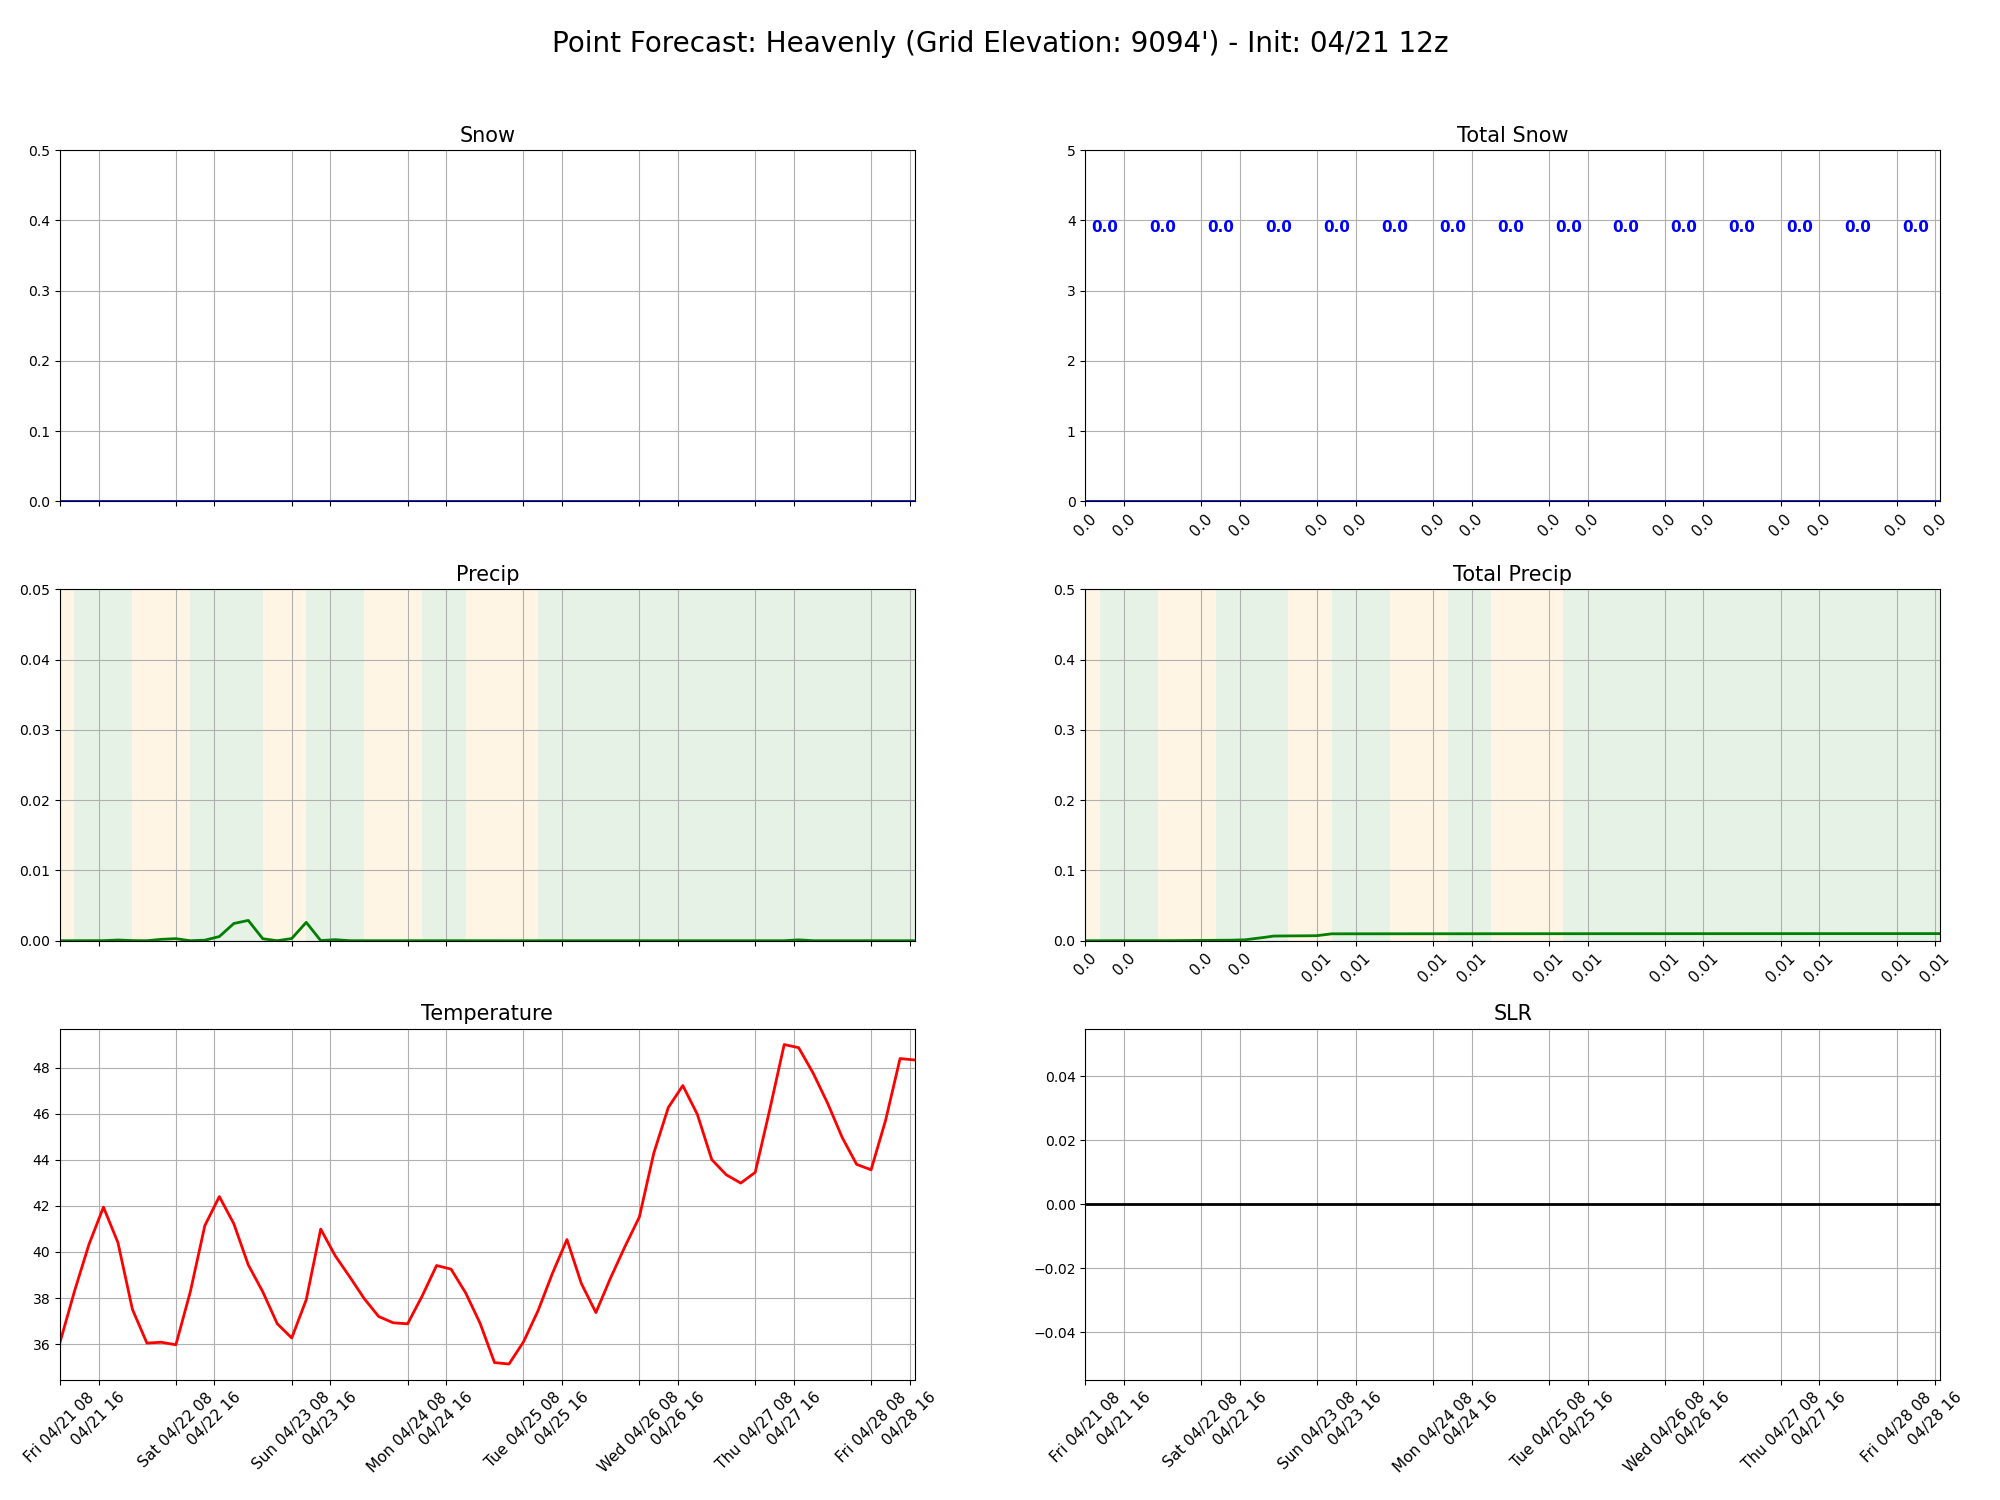 Point Forecast: Heavenly (Grid Elevation: 9094') - Init: 04/21 12z
Snow
0.5
0.4
0.3
0.2
0.1
0.0
Total Snow
5
4
3
2
1
0
0.0 0.0 0.0 0.0 0.0 0.0 0.0 0.0 0.0 0.0 0.0 0.0 0.0 0.0 0.0
0.0 0.0 0.0 0.0 0.0 0.0 0.0 0.0 0.0 0.0 0.0 0.0 0.0 0.0 0.0 0.0
Precip
0.05
0.04
0.03
0.02
0.01
0.00
Total Precip
0.5
0.4
0.3
0.2
0.1
0.0
0.0 0.0 0.0 0.0 0.01 0.01 0.01 0.01 0.01 0.01 0.01 0.01 0.01 0.01 0.01 0.01
Temperature
48
46
44
42
40
38
36
Fri 04/21 08
04/21 16
Sat 04/22 08
04/22 16
Sun 04/23 08
04/23 16
Mon 04/24 08
04/24 16
Tue 04/25 08
04/25 16
Wed 04/26 08
04/26 16
Thu 04/27 08
04/27 16
Fri 04/28 08
04/28 16
SLR
0.04
0.02
0.00
−0.02
−0.04
Fri 04/21 08
04/21 16
Sat 04/22 08
04/22 16
Sun 04/23 08
04/23 16
Mon 04/24 08
04/24 16
Tue 04/25 08
04/25 16
Wed 04/26 08
04/26 16
Thu 04/27 08
04/27 16
Fri 04/28 08
04/28 16